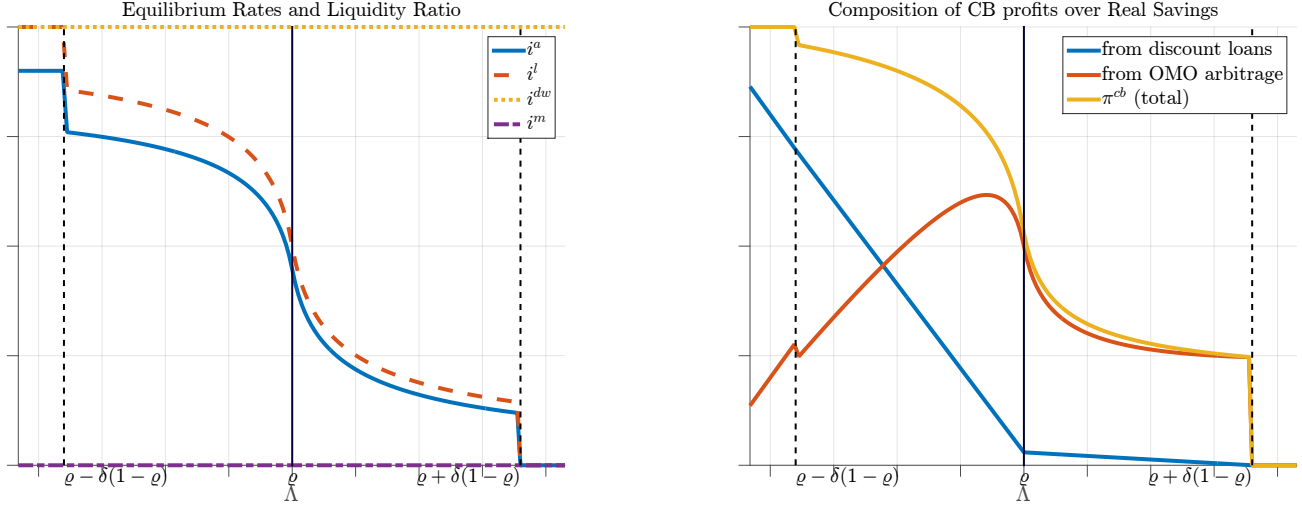 Equilibrium Rates and Liquidity Ratio
i^a
i^l
i^{dw}
i^m
ϱ − δ(1 − ϱ)
ϱ
ϱ + δ(1 − ϱ)
Λ
Composition of CB profits over Real Savings
from discount loans
from OMO arbitrage
π^{cb} (total)
ϱ − δ(1 − ϱ)
ϱ
ϱ + δ(1 − ϱ)
Λ